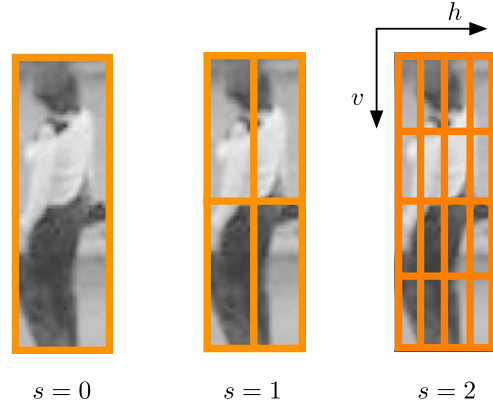 h
v
s = 0
s = 1
s = 2